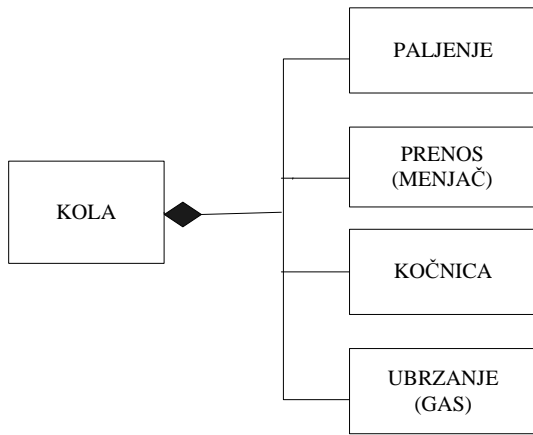 PALJENJE
PRENOS
(MENJAČ)
KOLA
KOČNICA
UBRZANJE
(GAS)